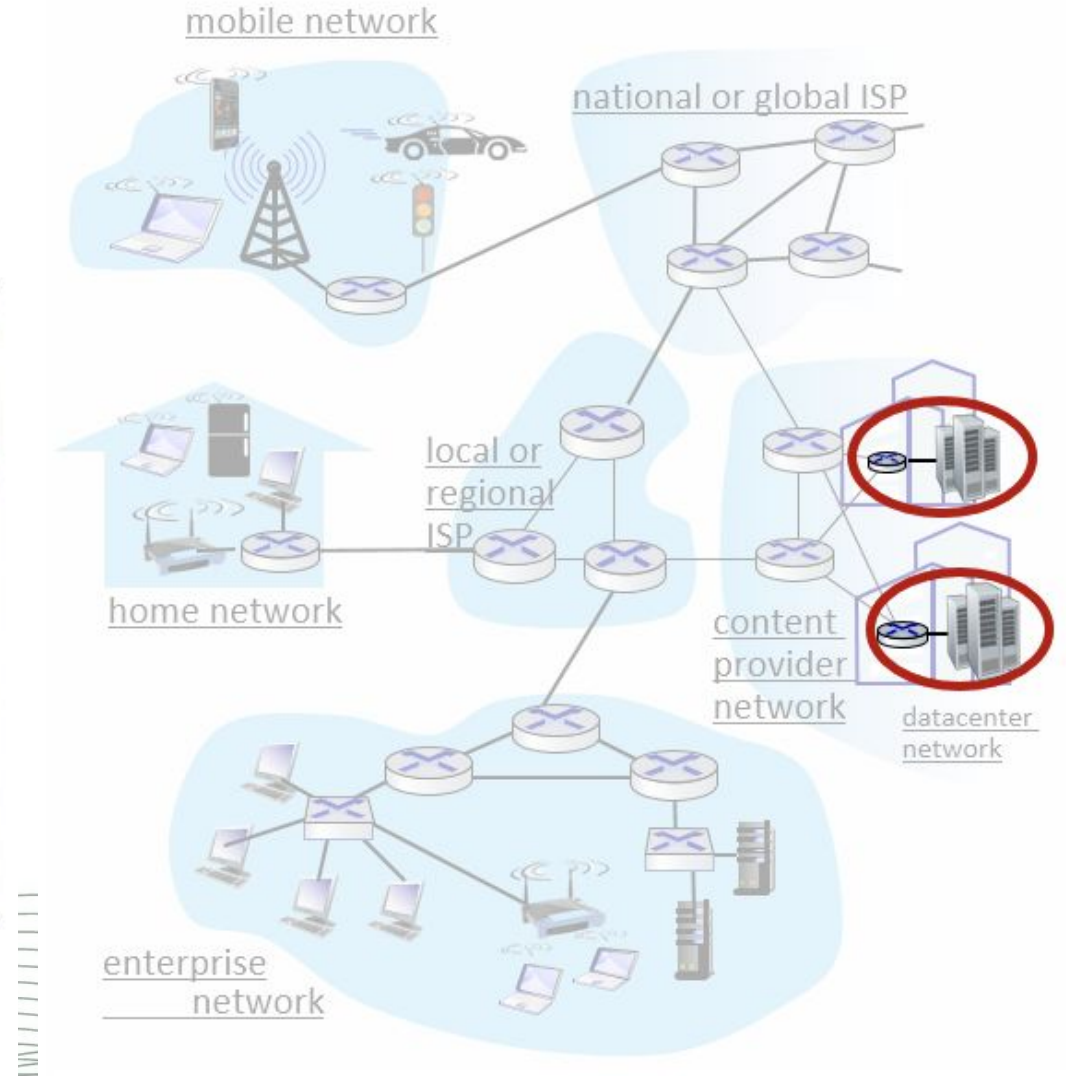 mobile network
national or global ISP
local or
regional
ISP
home network
content
provider
network
datacenter
network
enterprise
network